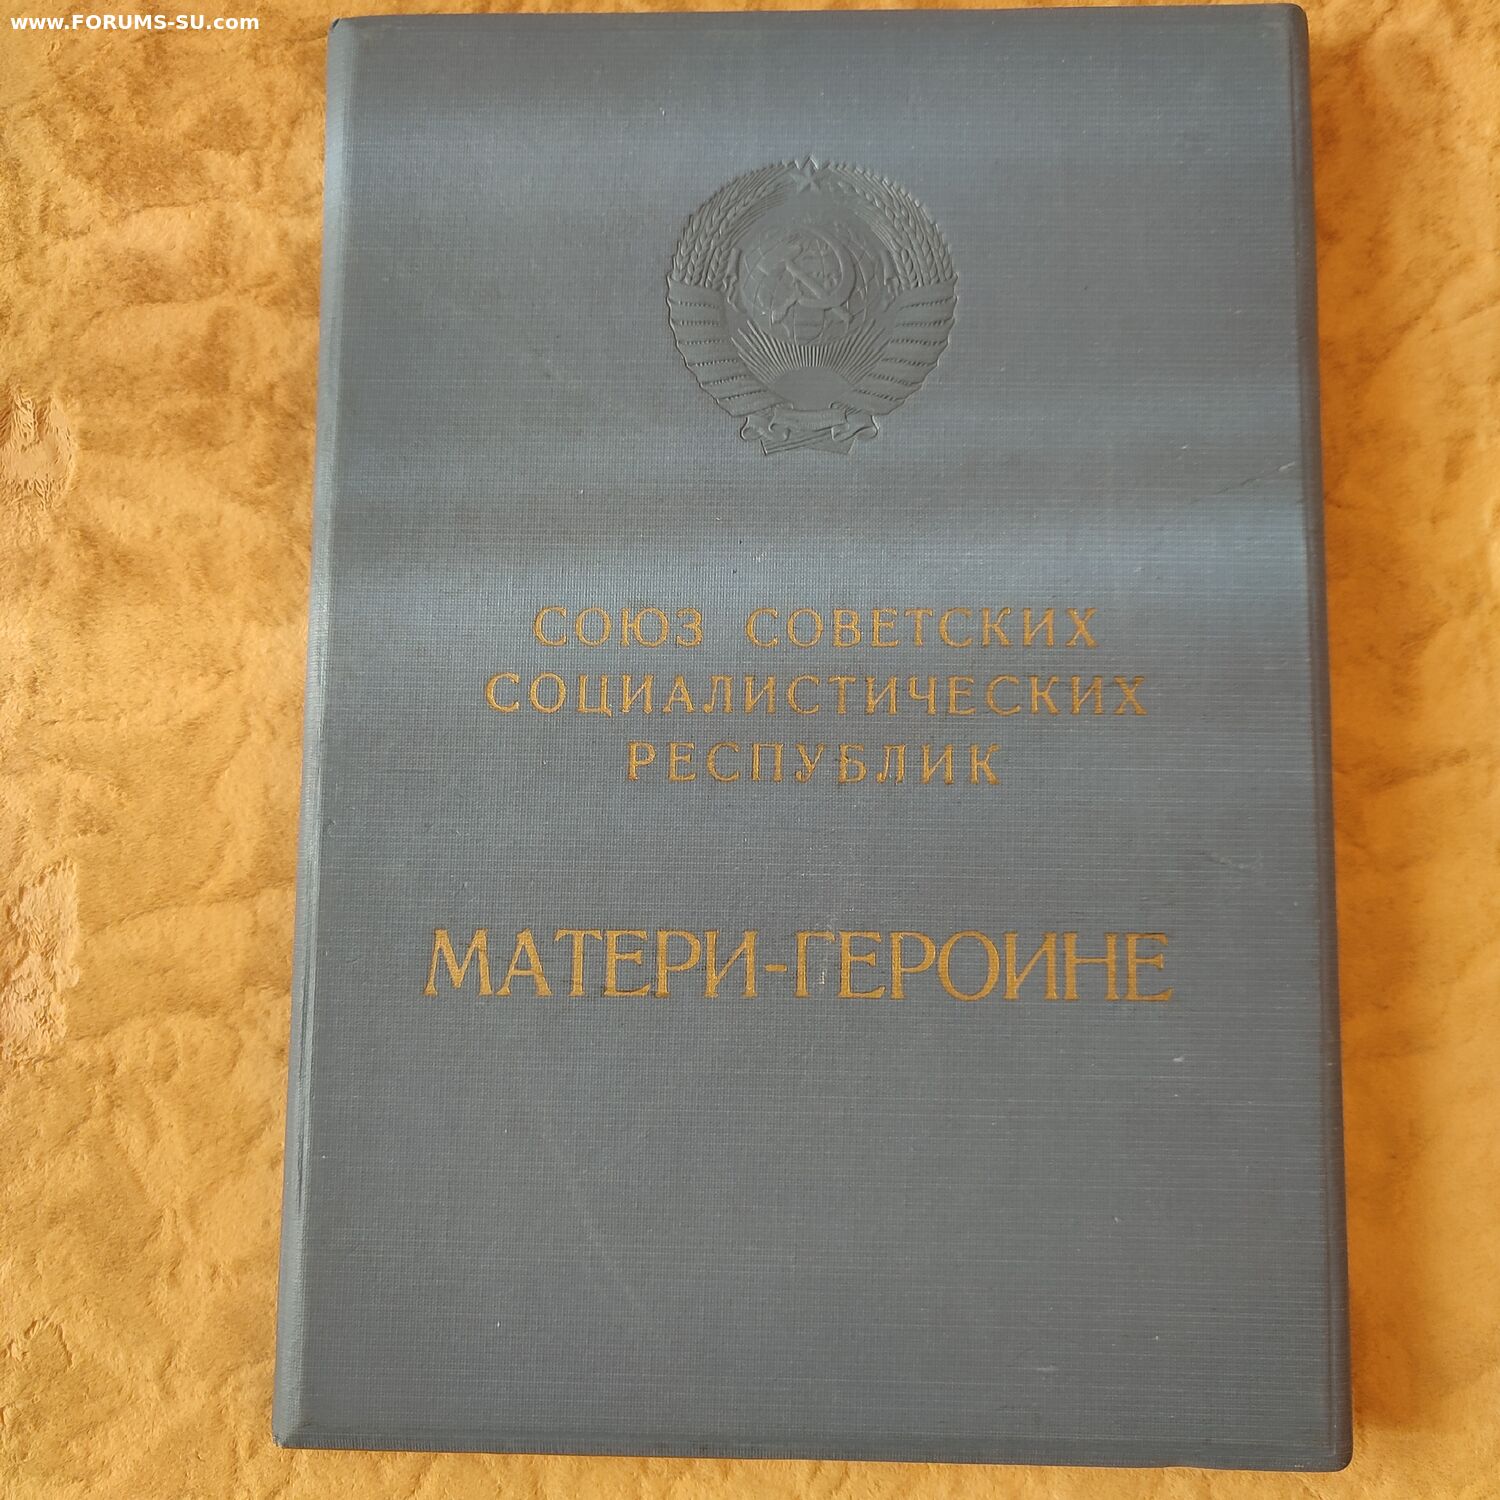 www.FORUMS-SU.com
СОЮЗ СОВЕТСКИХ
СОЦИАЛИСТИЧЕСКИХ
РЕСПУБЛИК
МАТЕРИ-ГЕРОИНЕ